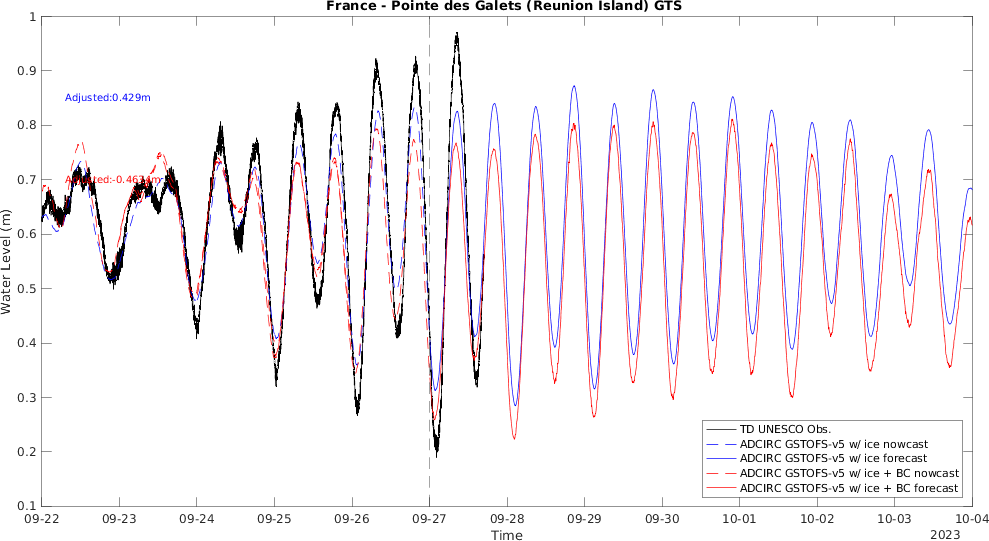 France - Pointe des Galets (Reunion Island) GTS
1
0.9
0.8
0.7
0.6
0.5
0.4
0.3
0.2
0.1
Water Level (m)
Adjusted:0.429m
Adjusted:-0.4634m
TD UNESCO Obs.
ADCIRC GSTOFS-v5 w/ ice nowcast
ADCIRC GSTOFS-v5 w/ ice forecast
ADCIRC GSTOFS-v5 w/ ice + BC nowcast
ADCIRC GSTOFS-v5 w/ ice + BC forecast
09-22 09-23 09-24 09-25 09-26 09-27 09-28 09-29 09-30 10-01 10-02 10-03 10-04
Time
2023